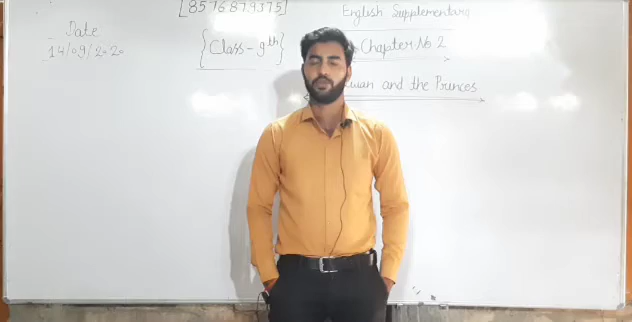 [8576879375]
English Supplementary
Date
14/09/2020
{Class-9th}
Chapter No 2
and the Princes